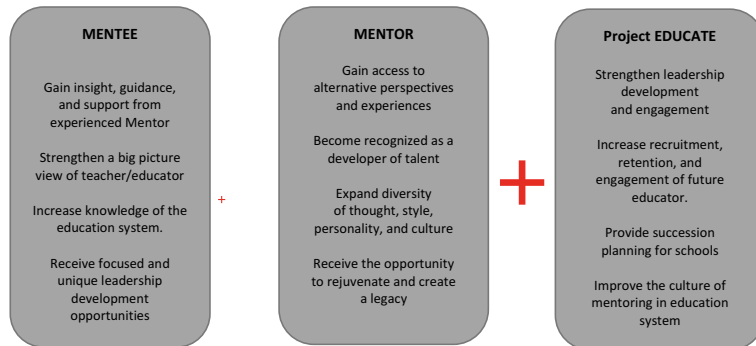 MENTEE
Gain insight, guidance,
and support from
experienced Mentor
Strengthen a big picture
view of teacher/educator
Increase knowledge of the
education system.
Receive focused and
unique leadership
development
opportunities
+
MENTOR
Gain access to
alternative perspectives
and experiences
Become recognized as a
developer of talent
Expand diversity
of thought, style,
personality, and culture
Receive the opportunity
to rejuvenate and create
a legacy
+
Project EDUCATE
Strengthen leadership
development
and engagement
Increase recruitment,
retention, and
engagement of future
educator.
Provide succession
planning for schools
Improve the culture of
mentoring in education
system